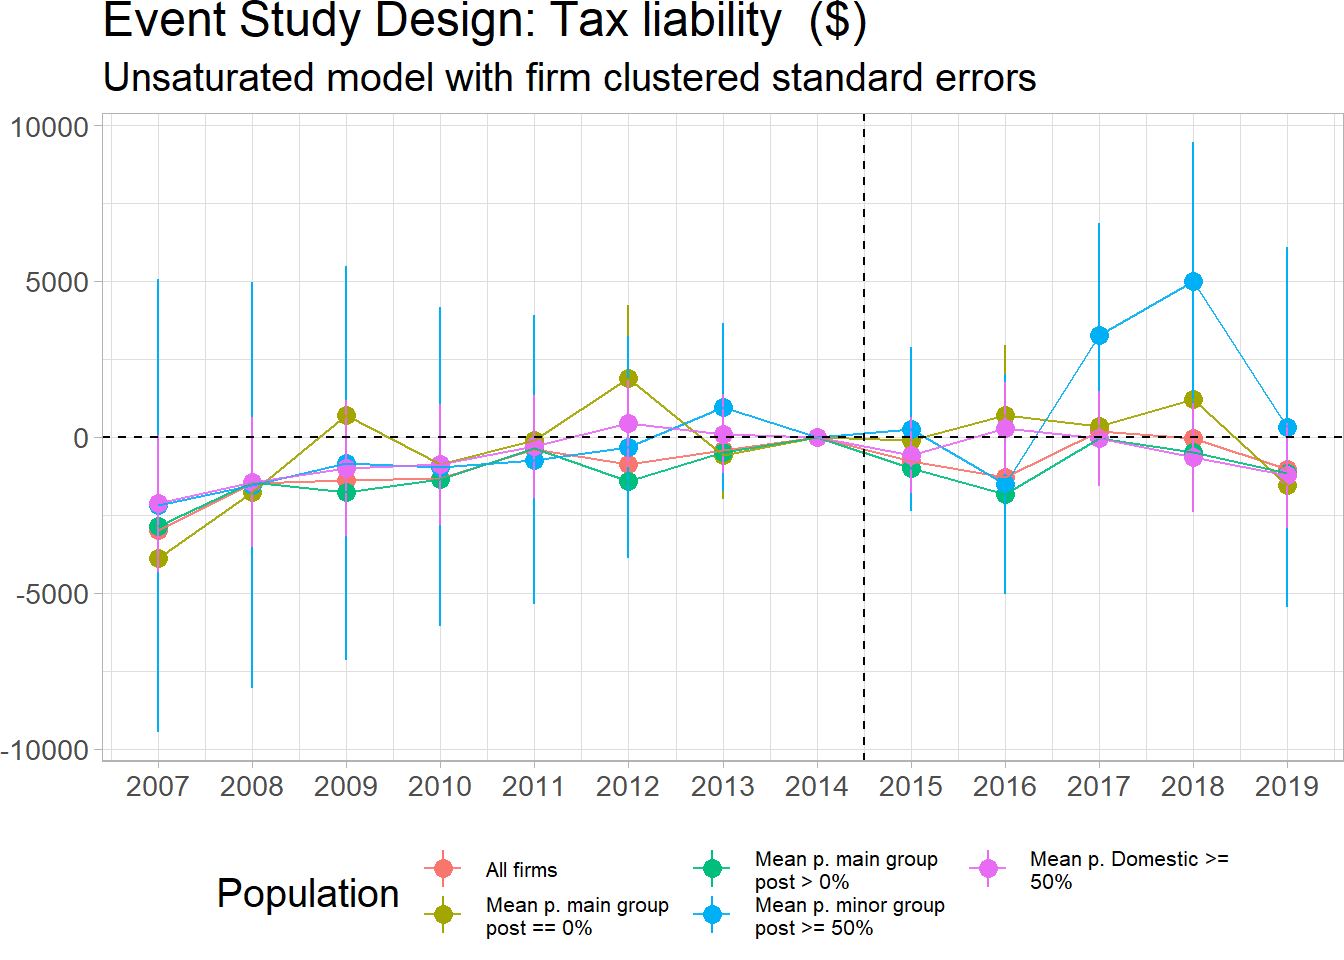 Event Study Design: Tax liability  ($)
Unsaturated model with firm clustered standard errors
10000
5000
0
-5000
-10000
2007 2008 2009 2010 2011 2012 2013 2014 2015 2016 2017 2018 2019
Population
All firms
Mean p. main group
post == 0%
Mean p. main group
post > 0%
Mean p. minor group
post >= 50%
Mean p. Domestic >=
50%